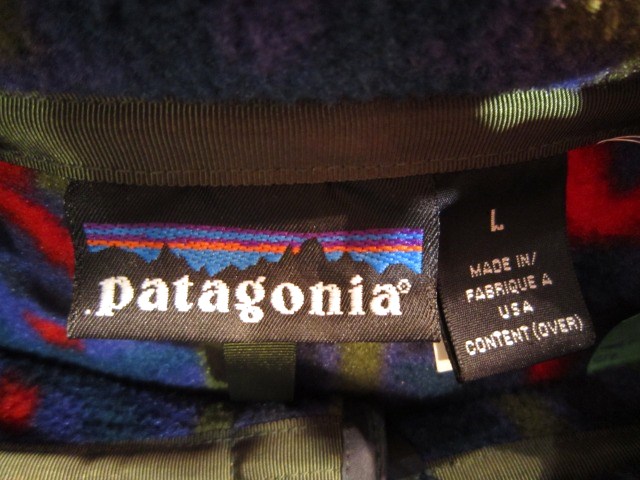 patagonia®
L
MADE IN/
FABRIQUE A
USA
CONTENT (OVER)